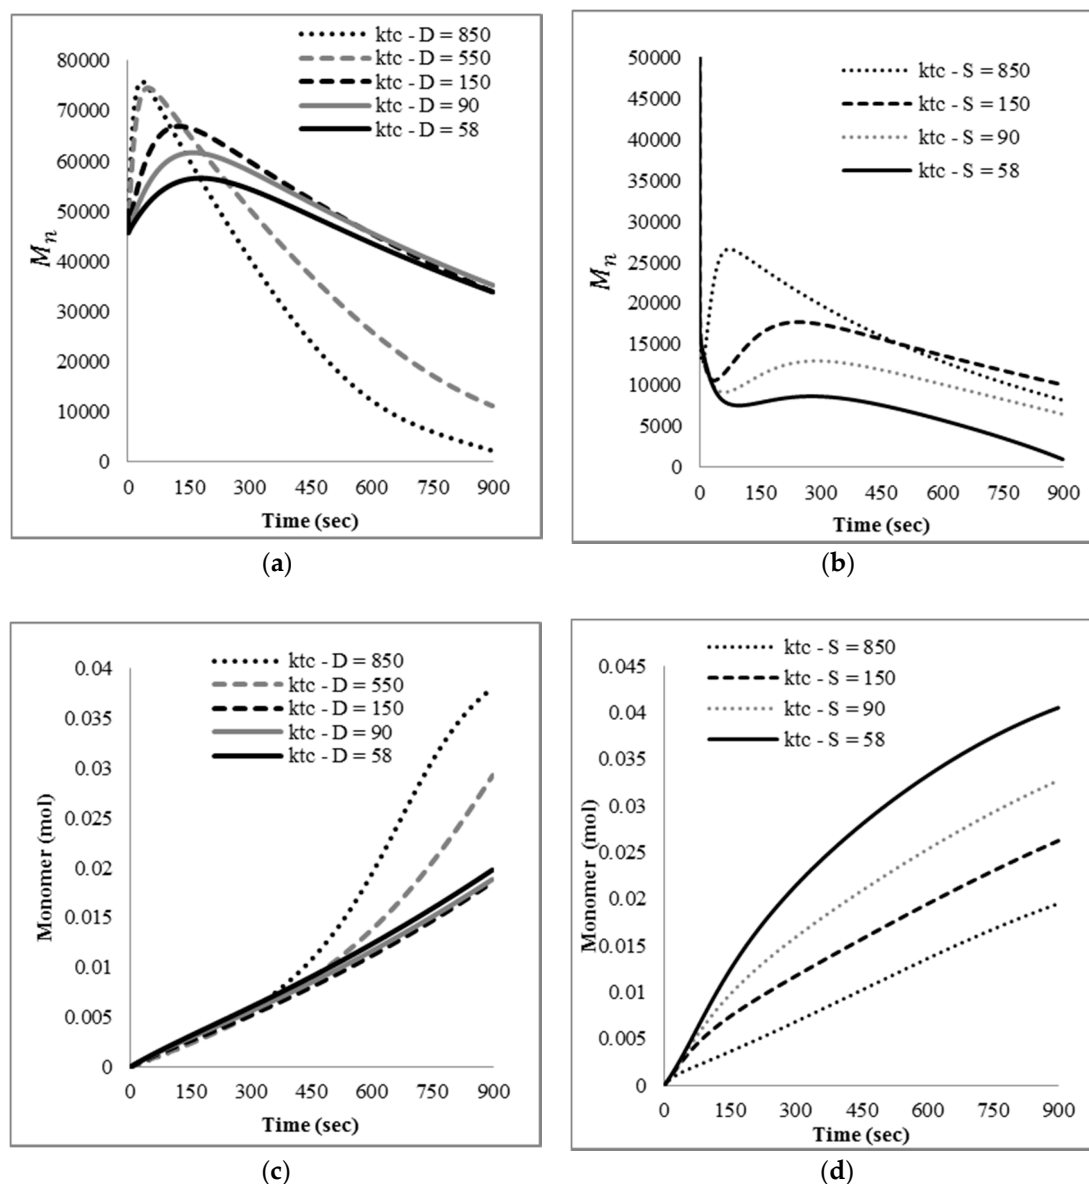 ktc - D = 850
ktc - D = 550
ktc - D = 150
ktc - D = 90
ktc - D = 58
80000
70000
60000
50000
40000
30000
20000
10000
0
Mn
0 150 300 450 600 750 900
Time (sec)
(a)
ktc - S = 850
ktc - S = 150
ktc - S = 90
ktc - S = 58
50000
45000
40000
35000
30000
25000
20000
15000
10000
5000
0
Mn
0 150 300 450 600 750 900
Time (sec)
(b)
ktc - D = 850
ktc - D = 550
ktc - D = 150
ktc - D = 90
ktc - D = 58
0.04
0.035
0.03
0.025
0.02
0.015
0.01
0.005
0
Monomer (mol)
0 150 300 450 600 750 900
Time (sec)
(c)
ktc - S = 850
ktc - S = 150
ktc - S = 90
ktc - S = 58
0.045
0.04
0.035
0.03
0.025
0.02
0.015
0.01
0.005
0
Monomer (mol)
0 150 300 450 600 750 900
Time (sec)
(d)